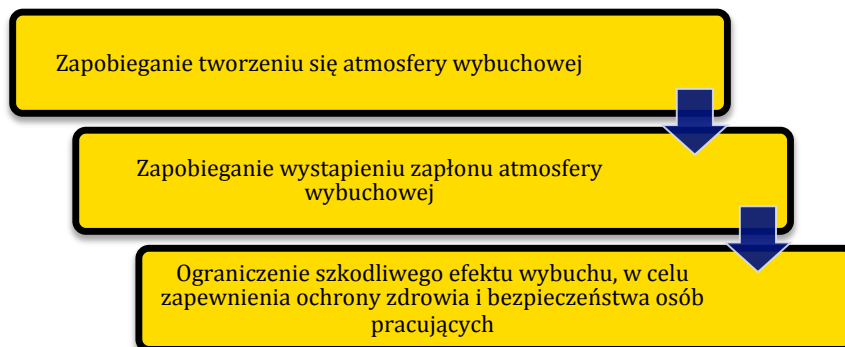 Zapobieganie tworzeniu się atmosfery wybuchowej
Zapobieganie wystapieniu zapłonu atmosfery
wybuchowej
Ograniczenie szkodliwego efektu wybuchu, w celu
zapewnienia ochrony zdrowia i bezpieczeństwa osób
pracujących